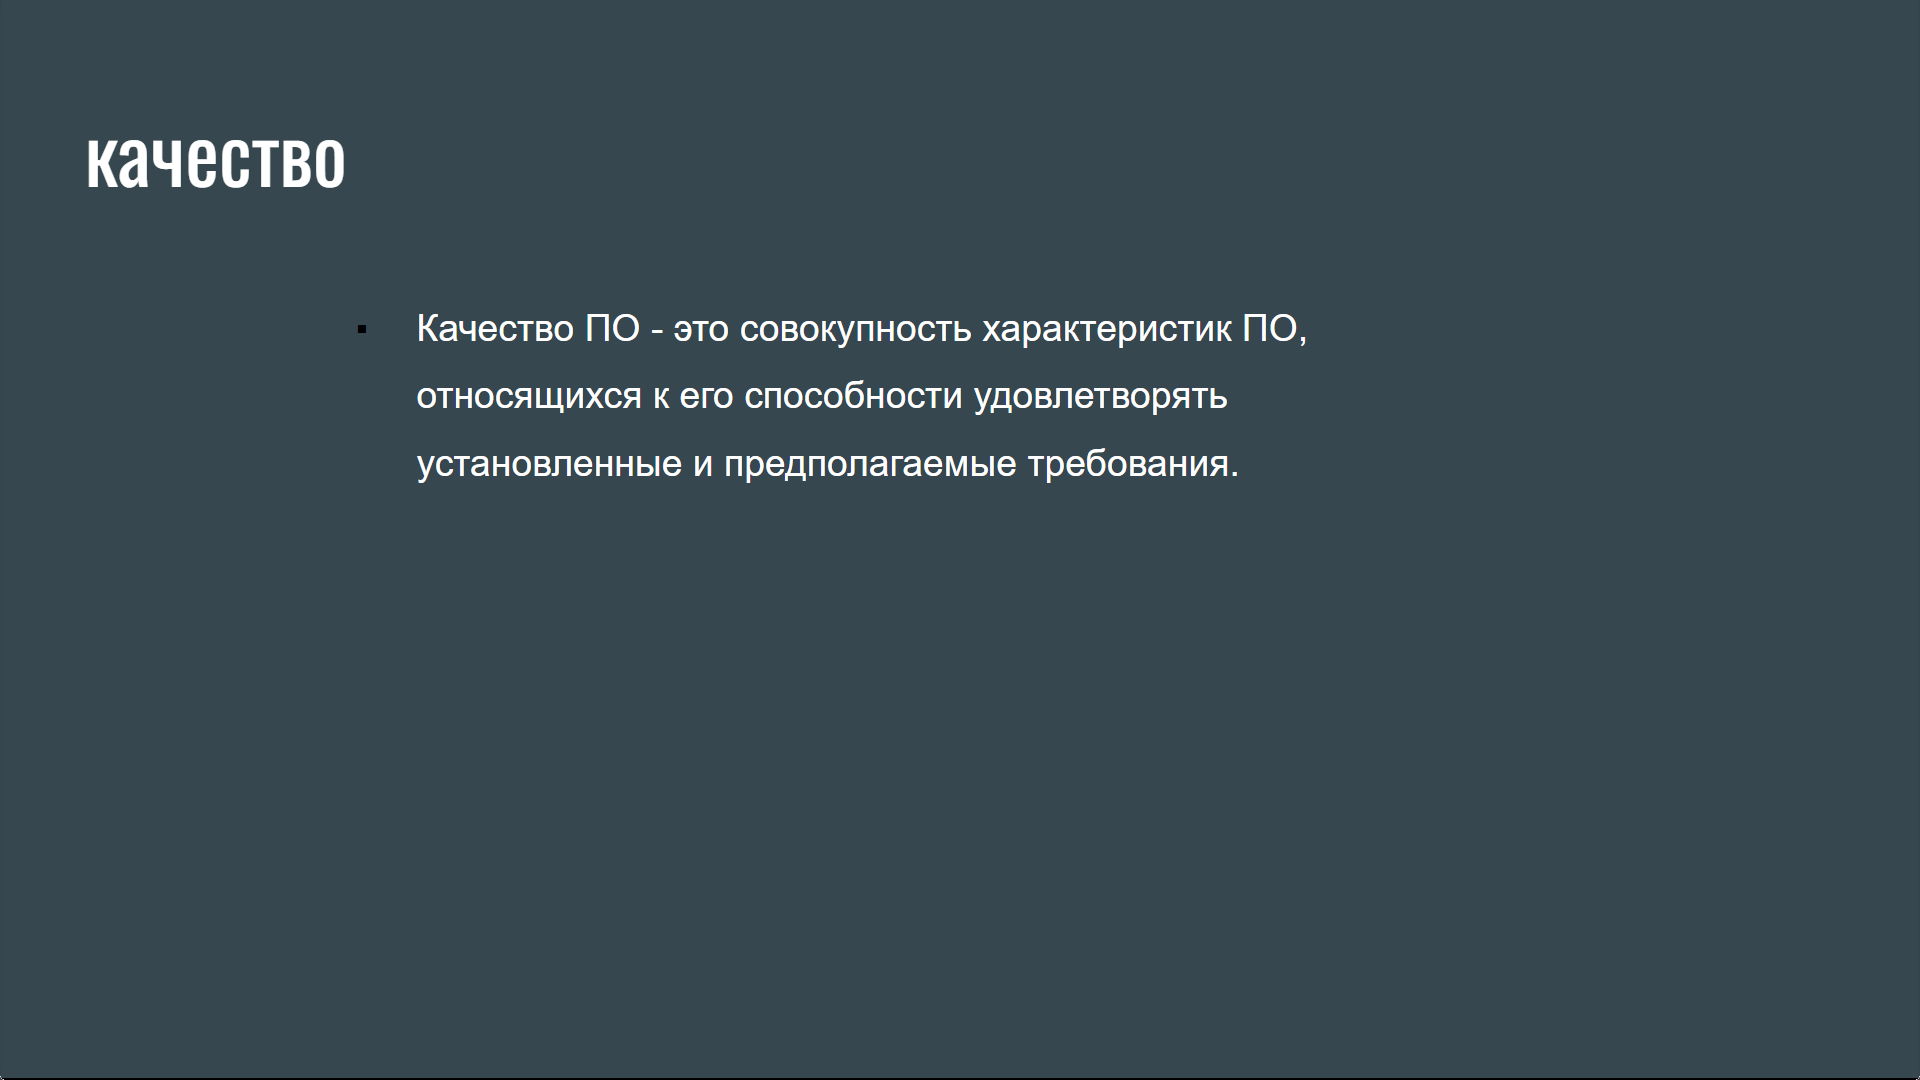 качество
▪ Качество ПО - это совокупность характеристик ПО,
относящихся к его способности удовлетворять
установленные и предполагаемые требования.